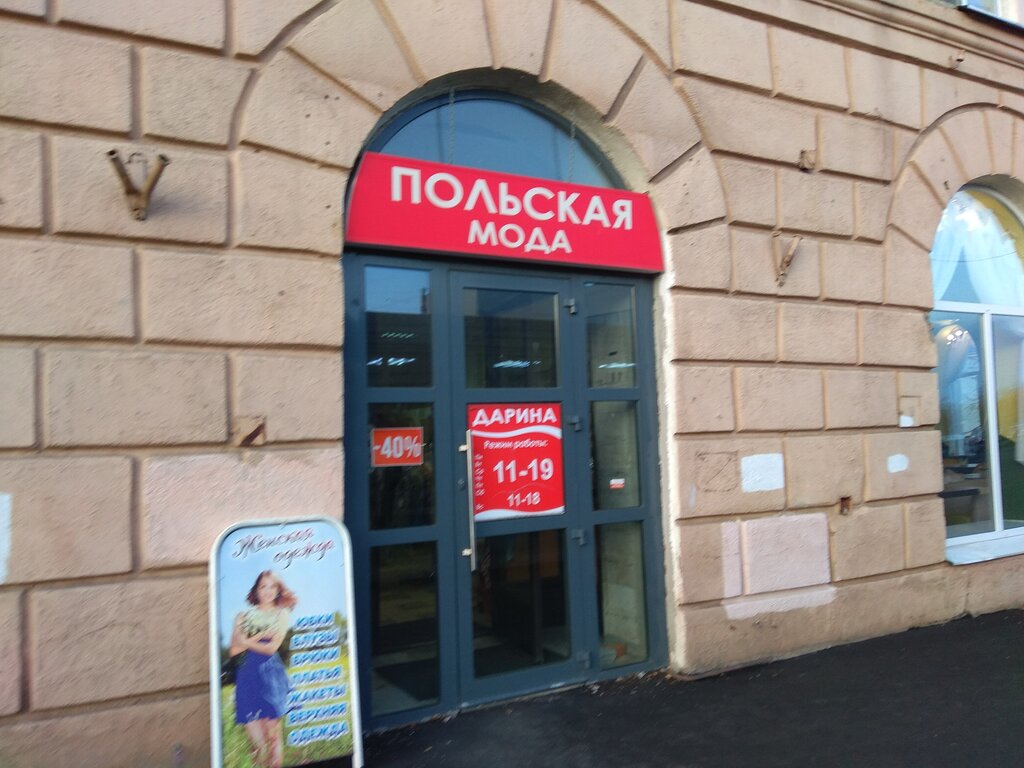 ПОЛЬСКАЯ
МОДА
-40%
ДАРИНА
Режим работы:
11-19
11-18
Женская
одежда
ЮБКИ
БЛУЗЫ
БРЮКИ
ПЛАТЬЯ
ЖАКЕТЫ
ВЕРХНЯЯ
ОДЕЖДА